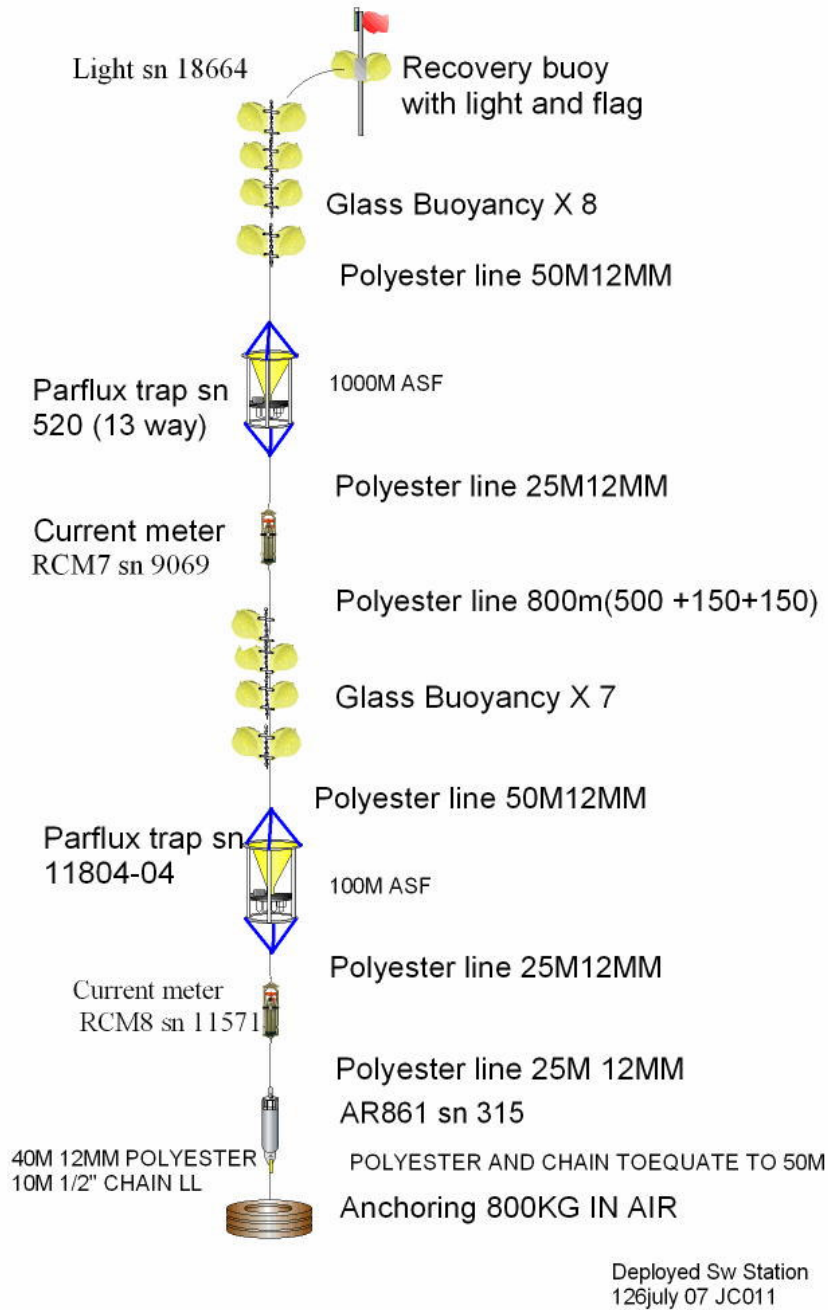 Light sn 18664
Recovery buoy
with light and flag
Glass Buoyancy X 8
Polyester line 50M12MM
Parflux trap sn
520 (13 way)
1000M ASF
Polyester line 25M12MM
Current meter
RCM7 sn 9069
Polyester line 800m(500 +150+150)
Glass Buoyancy X 7
Polyester line 50M12MM
Parflux trap sn
11804-04
100M ASF
Polyester line 25M12MM
Current meter
RCM8 sn 11571
Polyester line 25M 12MM
AR861 sn 315
40M 12MM POLYESTER
10M 1/2" CHAIN LL
POLYESTER AND CHAIN TOEQUATE TO 50M
Anchoring 800KG IN AIR
Deployed Sw Station
126july 07 JC011